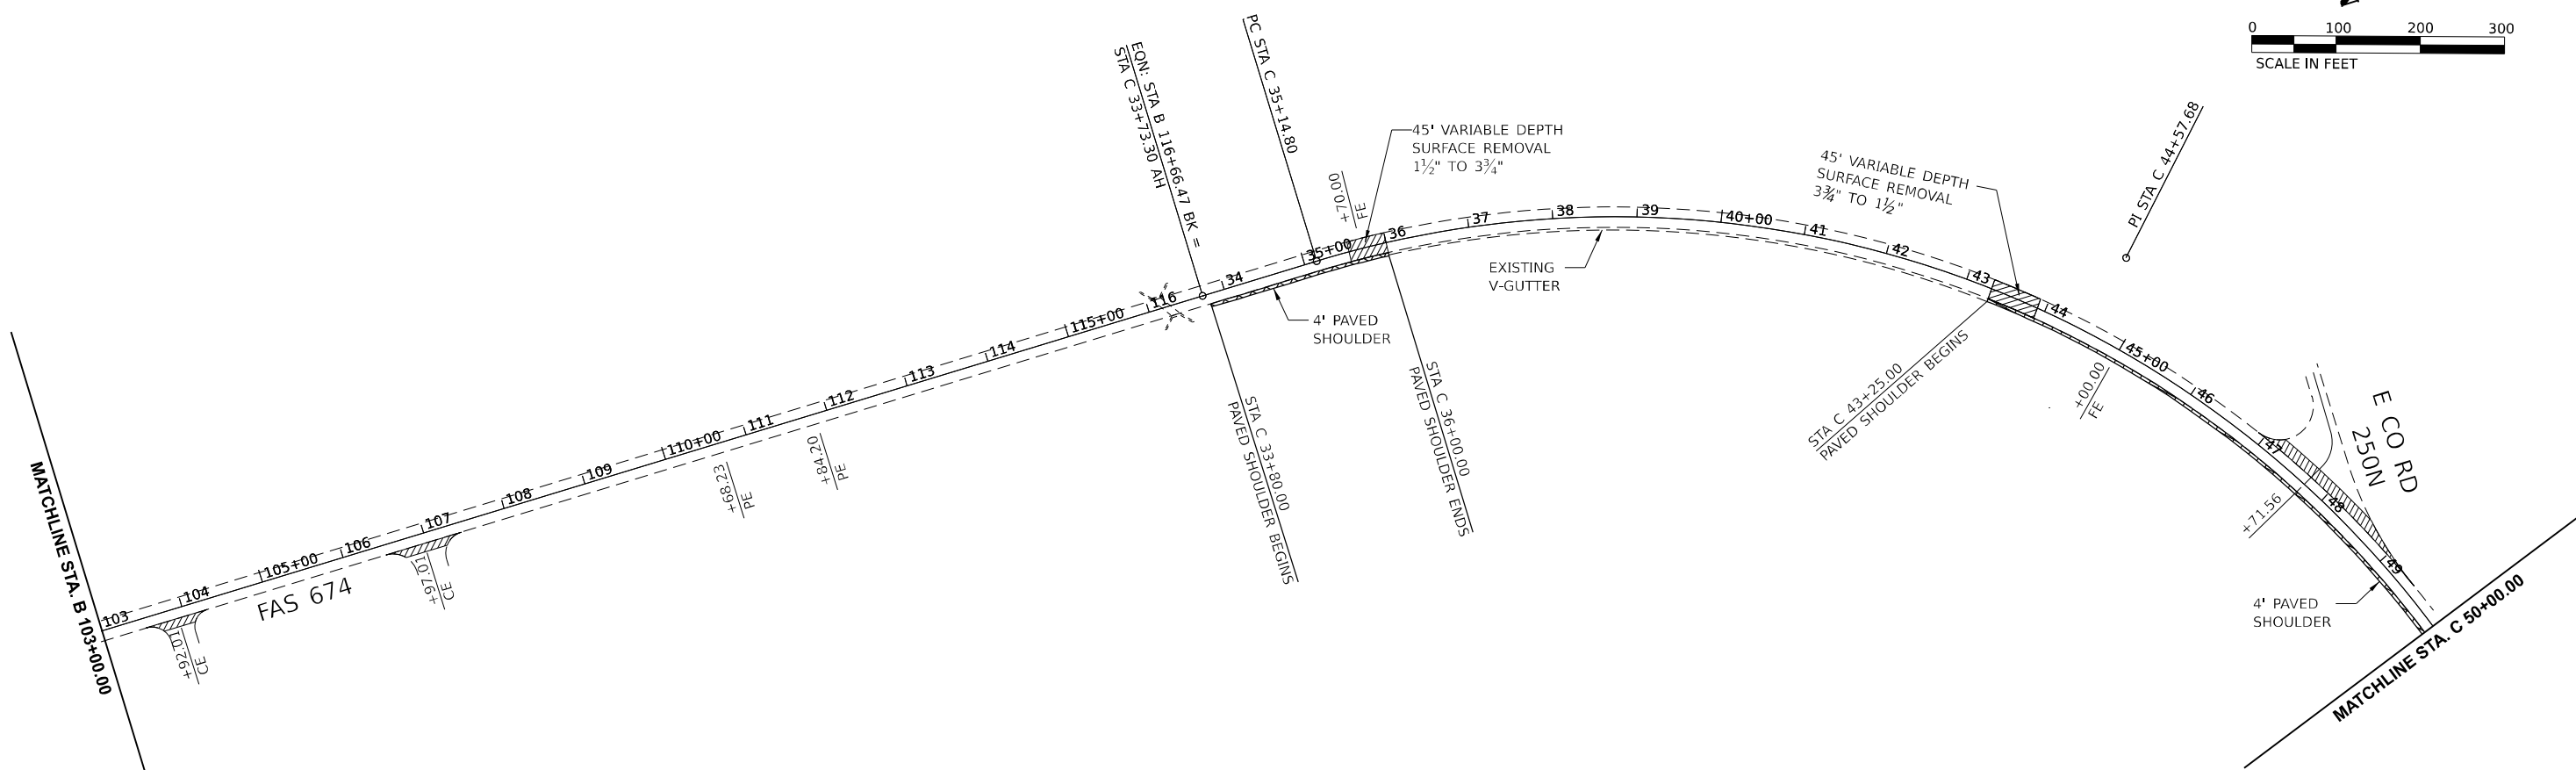 0 100 200 300
SCALE IN FEET
EQN: STA B 116+66.47 BK =
STA C 33+73.30 AH
PC STA C 35+14.80
+70.00
FE
45' VARIABLE DEPTH
SURFACE REMOVAL
1½" TO 3¾"
45' VARIABLE DEPTH
SURFACE REMOVAL
3¾" TO 1½"
PI STA C 44+57.68
MATCHLINE STA. B 103+00.00
103
104
105+00
106
107
108
109
110+00
111
112
113
114
115+00
116
34
35+00
36
37
38
39
40+00
41
42
43
44
45+00
46
47
48
49
FAS 674
+92.01
CE
+97.01
CE
+68.23
PE
+84.20
PE
4' PAVED
SHOULDER
STA C 33+80.00
PAVED SHOULDER BEGINS
STA C 36+00.00
PAVED SHOULDER ENDS
EXISTING
V-GUTTER
STA C 43+25.00
PAVED SHOULDER BEGINS
+00.00
FE
E CO RD
250N
+71.56
4' PAVED
SHOULDER
MATCHLINE STA. C 50+00.00